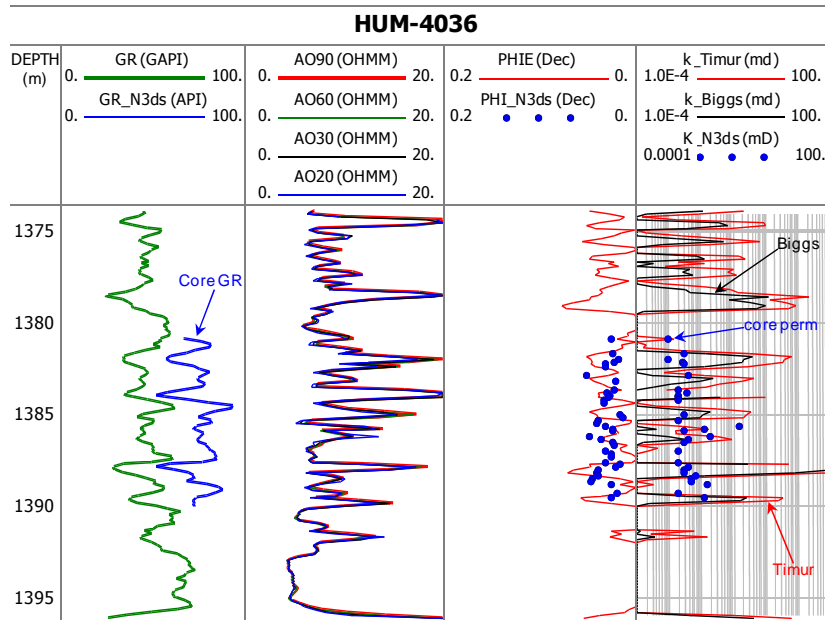 HUM-4036
DEPTH
(m)
GR (GAPI)
0. 100.
GR_N3ds (API)
0. 100.
AO90 (OHMM)
0. 20.
AO60 (OHMM)
0. 20.
AO30 (OHMM)
0. 20.
AO20 (OHMM)
0. 20.
PHIE (Dec)
0.2 0.
PHI_N3ds (Dec)
0.2 0.
k_Timur (md)
1.0E-4 100.
k_Biggs (md)
1.0E-4 100.
K_N3ds (mD)
0.0001 100.
1375
Biggs
Core GR
1380
core perm
1385
1390
Timur
1395